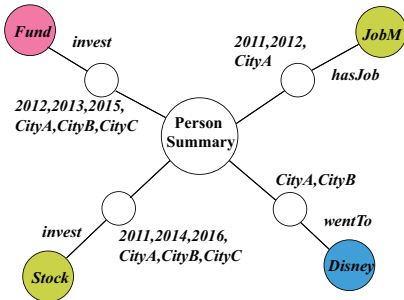 Fund
invest
2012,2013,2015,
CityA,CityB,CityC
2011,2012,
CityA
JobM
hasJob
Person
Summary
CityA,CityB
wentTo
Disney
invest
2011,2014,2016,
CityA,CityB,CityC
Stock